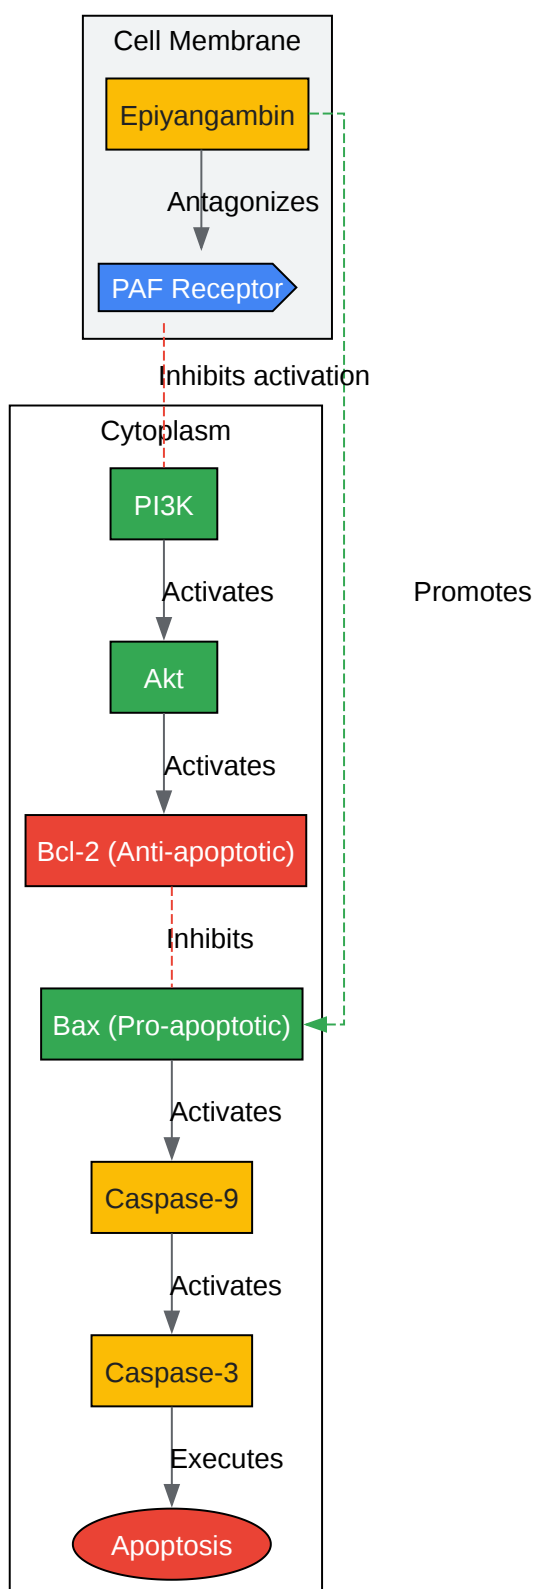 Cell Membrane
Epiyangambin
Antagonizes
PAF Receptor
Inhibits activation
Cytoplasm
PI3K
Activates
Promotes
Akt
Activates
Bcl-2 (Anti-apoptotic)
Inhibits
Bax (Pro-apoptotic)
Activates
Caspase-9
Activates
Caspase-3
Executes
Apoptosis